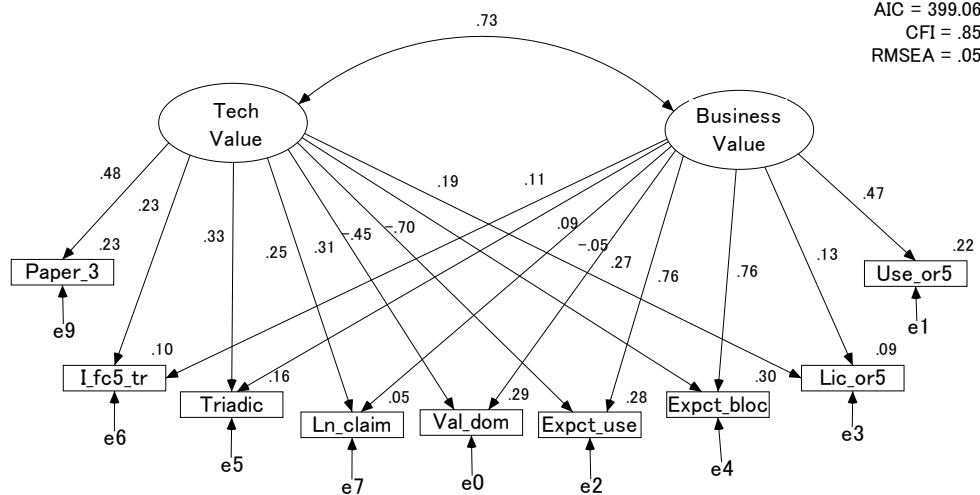 AIC = 399.06
CFI = .85
RMSEA = .05
.73
Tech
Value
Business
Value
.48
.23
.33
.25
.31
-.45
-.70
.19
.11
.09
-.05
.27
.76
.76
.13
.47
.23
Paper_3
e9
.22
Use_or5
e1
.10
I_fc5_tr
e6
.16
Triadic
e5
.05
Ln_claim
e7
.29
Val_dom
e0
.28
Expct_use
e2
.30
Expct_bloc
e4
.09
Lic_or5
e3